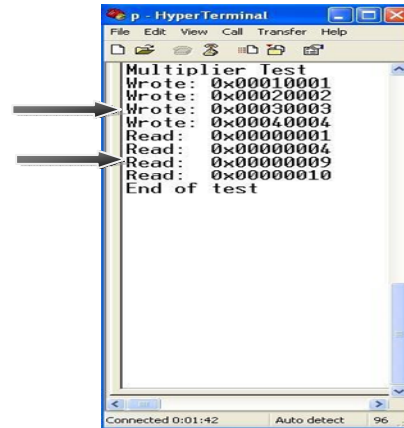 p - HyperTerminal
File Edit View Call Transfer Help
Multiplier Test
Wrote: 0x00010001
Wrote: 0x00020002
Wrote: 0x00030003
Wrote: 0x00040004
Read: 0x00000001
Read: 0x00000004
Read: 0x00000009
Read: 0x00000010
End of test
Connected 0:01:42 Auto detect 96